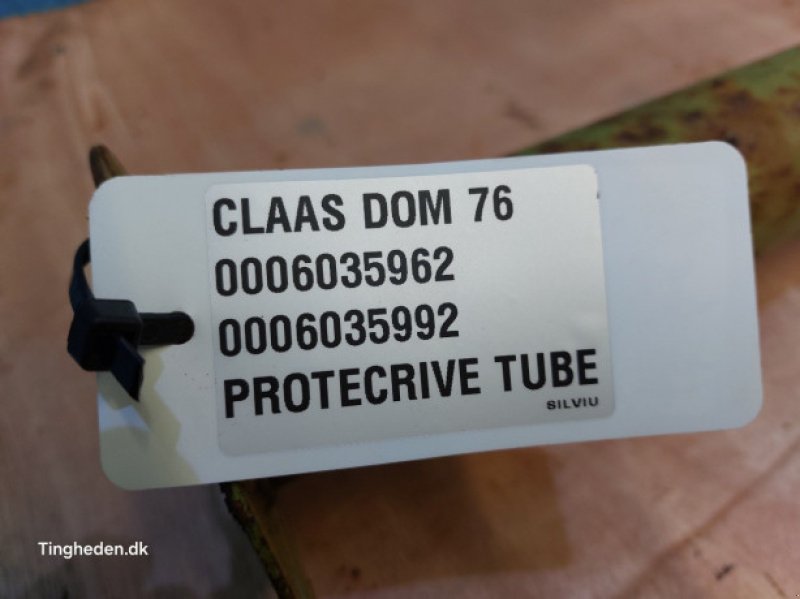 CLAAS DOM 76
0006035962
0006035992
PROTECRIVE TUBE
SILVIU
Tingheden.dk